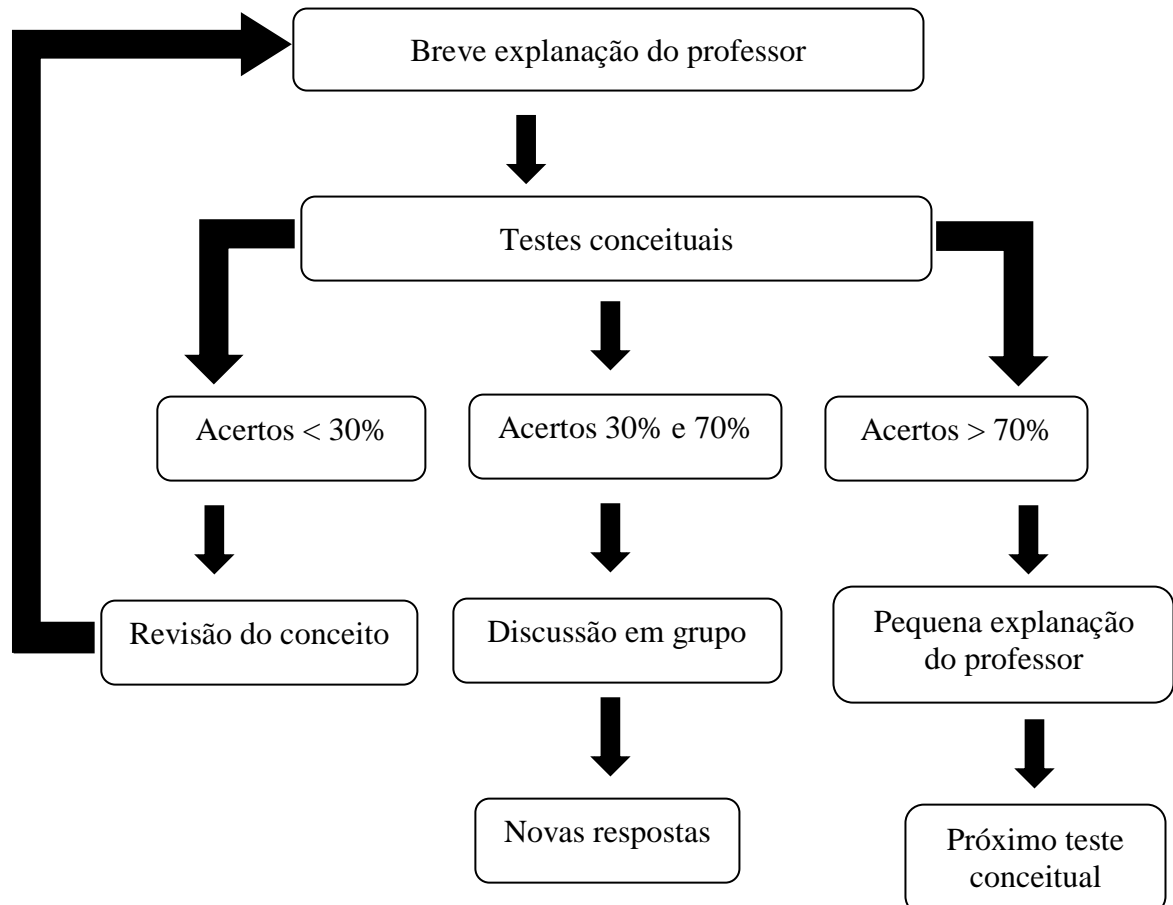 Breve explanação do professor
Testes conceituais
Acertos < 30%
Acertos 30% e 70%
Acertos > 70%
Revisão do conceito
Discussão em grupo
Pequena explanação
do professor
Novas respostas
Próximo teste
conceitual